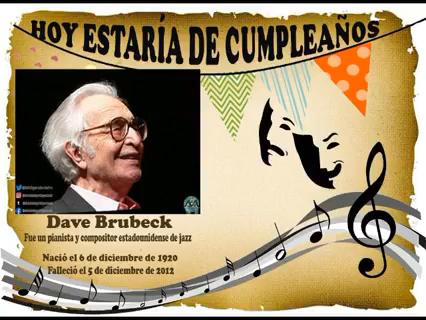 HOY ESTARÍA DE CUMPLEAÑOS
Dave Brubeck
Fue un pianista y compositor estadounidense de jazz
Nació el 6 de diciembre de 1920
Falleció el 5 de diciembre de 2012